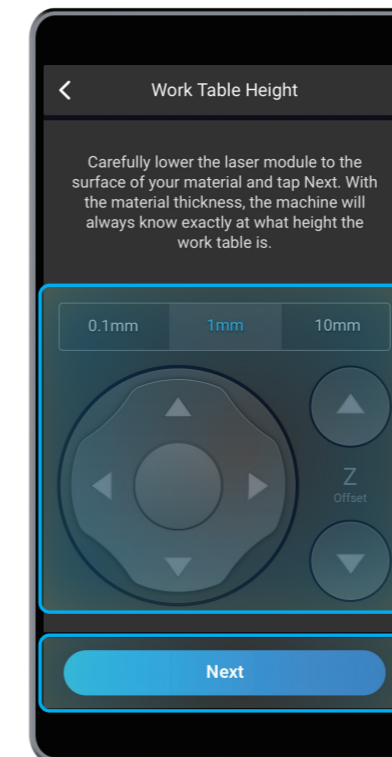 Work Table Height
Carefully lower the laser module to the
surface of your material and tap Next. With
the material thickness, the machine will
always know exactly at what height the
work table is.
0.1mm 1mm 10mm
Z
Offset
Next